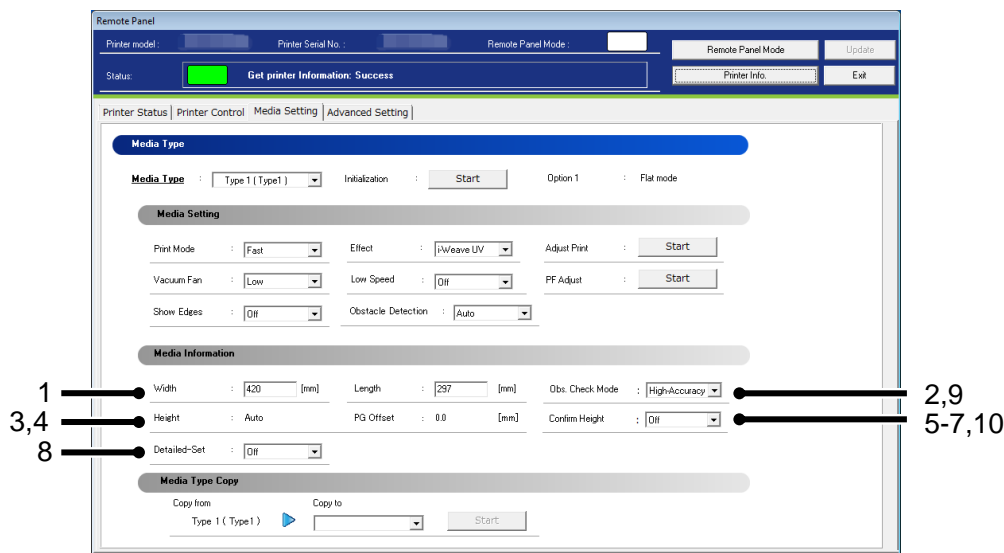 Remote Panel
Printer model : Printer Serial No. : Remote Panel Mode : Remote Panel Mode Update
Status: Get printer Information: Success Printer Info. Exit
Printer Status Printer Control Media Setting Advanced Setting
Media Type
Media Type : Type 1 ( Type1 ) Initialization : Start Option 1 : Flat mode
Media Setting
Print Mode : Fast Effect : i-Weave UV Adjust Print : Start
Vacuum Fan : Low Low Speed : Off PF Adjust : Start
Show Edges : Off Obstacle Detection : Auto
Media Information
1 Width : 420 [mm] Length : 297 [mm] Obs. Check Mode : High-Accuracy 2,9
3,4 Height : Auto PG Offset : 0.0 [mm] Confirm Height : Off 5-7,10
8 Detailed-Set : Off
Media Type Copy
Copy from Copy to
Type 1 ( Type1 ) Start